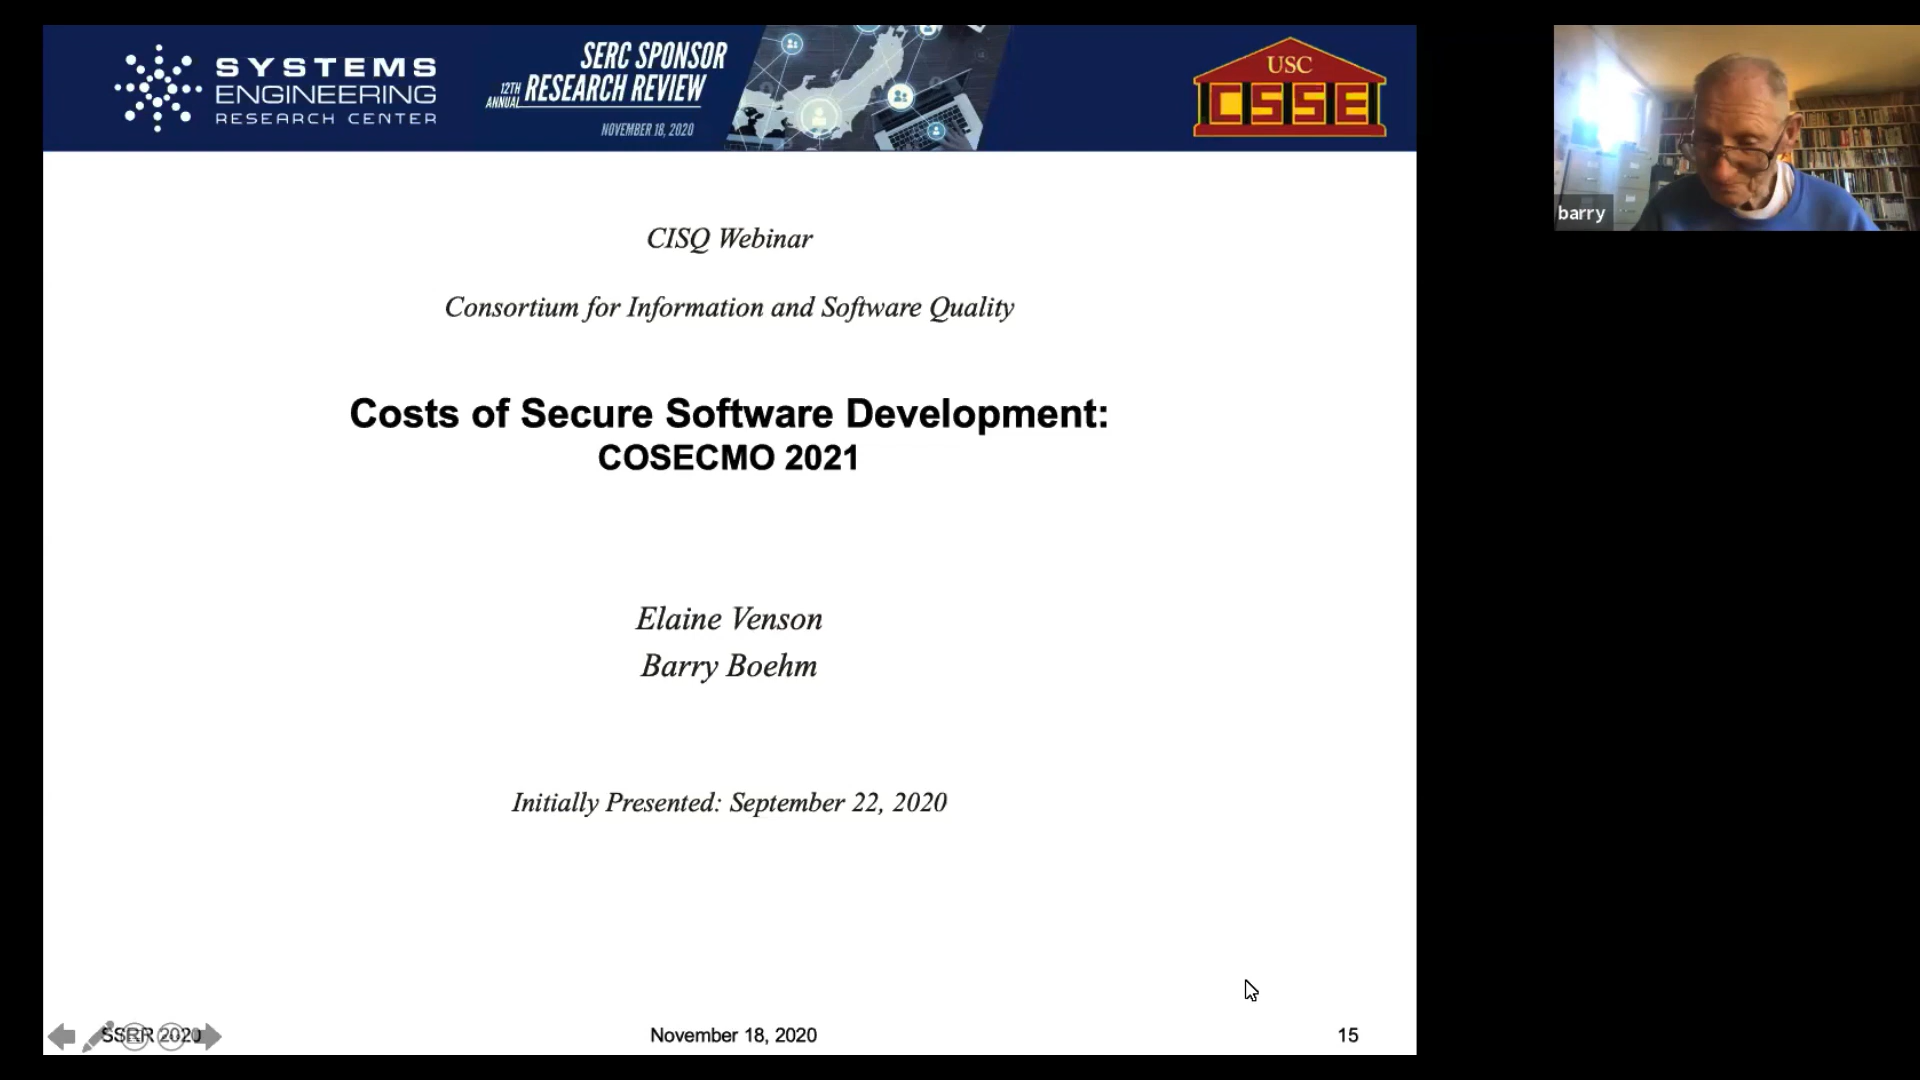 SYSTEMS
ENGINEERING
RESEARCH CENTER
SERC SPONSOR
12TH ANNUAL RESEARCH REVIEW
NOVEMBER 18, 2020
USC
CSSE
barry
CISQ Webinar
Consortium for Information and Software Quality
Costs of Secure Software Development:
COSECMO 2021
Elaine Venson
Barry Boehm
Initially Presented: September 22, 2020
SSRR 2020
November 18, 2020
15